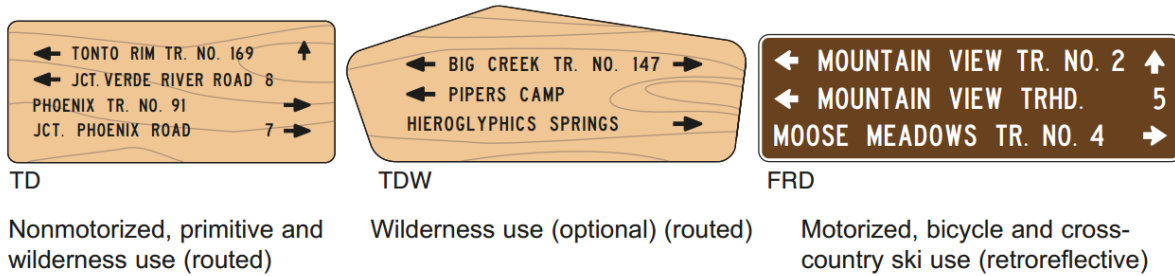 TONTO RIM TR. NO. 169
JCT. VERDE RIVER ROAD 8
PHOENIX TR. NO. 91
JCT. PHOENIX ROAD 7
TD
Nonmotorized, primitive and
wilderness use (routed)
BIG CREEK TR. NO. 147
PIPERS CAMP
HIEROGLYPHICS SPRINGS
TDW
Wilderness use (optional) (routed)
MOUNTAIN VIEW TR. NO. 2
MOUNTAIN VIEW TRHD. 5
MOOSE MEADOWS TR. NO. 4
FRD
Motorized, bicycle and cross-
country ski use (retroreflective)